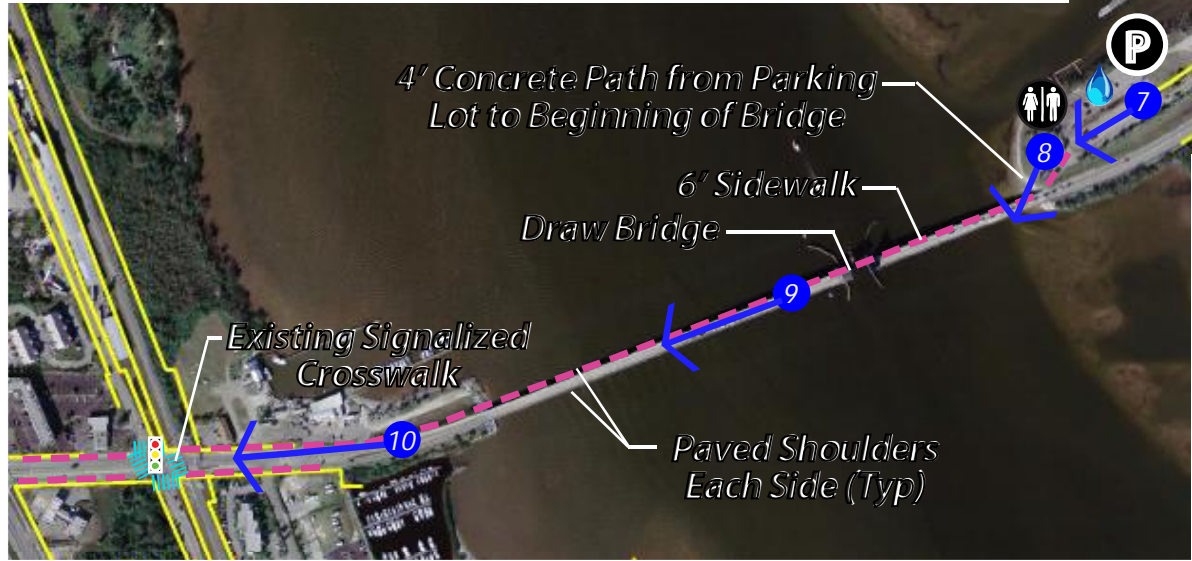 P
4' Concrete Path from Parking
Lot to Beginning of Bridge
7
8
6' Sidewalk
Draw Bridge
9
Existing Signalized
Crosswalk
10
Paved Shoulders
Each Side (Typ)